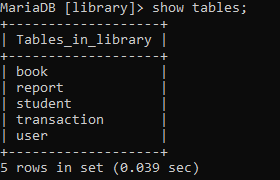 MariaDB [library]> show tables;
+-------------------+
| Tables_in_library |
+-------------------+
| book              |
| report            |
| student           |
| transaction       |
| user              |
+-------------------+
5 rows in set (0.039 sec)